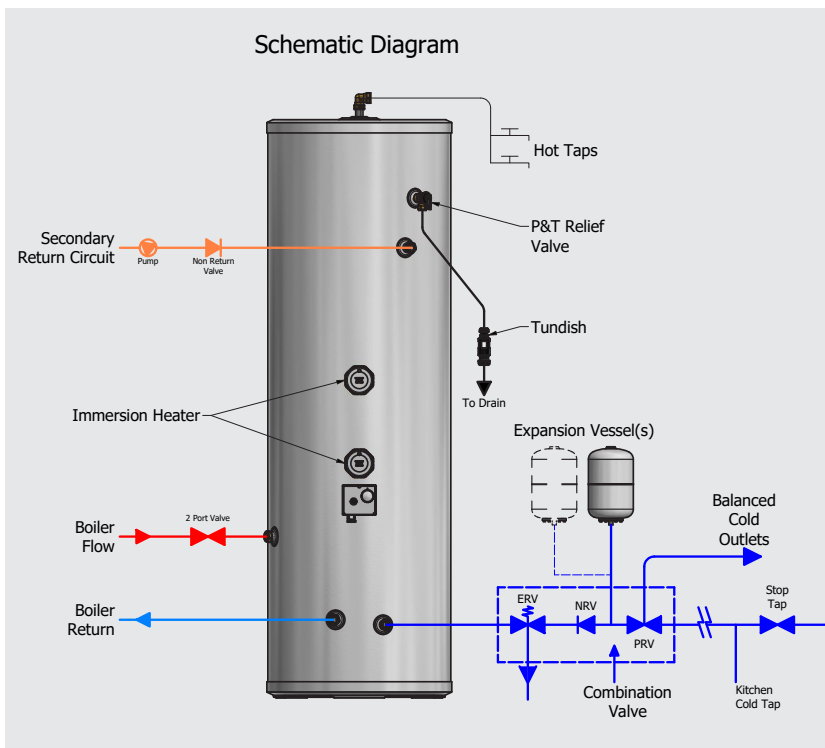 Schematic Diagram
Hot Taps
P&T Relief
Valve
Secondary
Return Circuit
Pump
Non Return
Valve
Tundish
To Drain
Immersion Heater
Expansion Vessel(s)
Balanced
Cold
Outlets
2 Port Valve
Boiler
Flow
Stop
Tap
ERV
NRV
Boiler
Return
PRV
Combination
Valve
Kitchen
Cold Tap